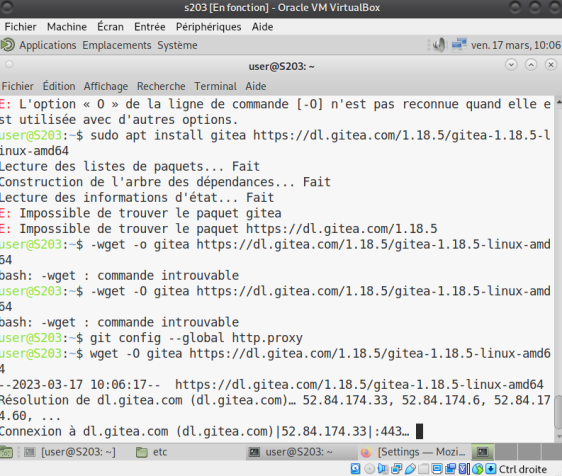 s203 [En fonction] - Oracle VM VirtualBox
Fichier Machine Écran Entrée Périphériques Aide
Applications Emplacements Système ven. 17 mars, 10:06
user@S203: ~
Fichier Édition Affichage Recherche Terminal Aide
E: L'option « O » de la ligne de commande [-O] n'est pas reconnue quand elle e
st utilisée avec d'autres options.
user@S203:~$ sudo apt install gitea https://dl.gitea.com/1.18.5/gitea-1.18.5-l
inux-amd64
Lecture des listes de paquets... Fait
Construction de l'arbre des dépendances... Fait
Lecture des informations d'état... Fait
E: Impossible de trouver le paquet gitea
E: Impossible de trouver le paquet https://dl.gitea.com/1.18.5
user@S203:~$ -wget -o gitea https://dl.gitea.com/1.18.5/gitea-1.18.5-linux-amd
64
bash: -wget : commande introuvable
user@S203:~$ -wget -O gitea https://dl.gitea.com/1.18.5/gitea-1.18.5-linux-amd
64
bash: -wget : commande introuvable
user@S203:~$ git config --global http.proxy
user@S203:~$ wget -O gitea https://dl.gitea.com/1.18.5/gitea-1.18.5-linux-amd6
4
--2023-03-17 10:06:17-- https://dl.gitea.com/1.18.5/gitea-1.18.5-linux-amd64
Résolution de dl.gitea.com (dl.gitea.com)… 52.84.174.33, 52.84.174.6, 52.84.17
4.60, ...
Connexion à dl.gitea.com (dl.gitea.com)|52.84.174.33|:443…
[user@S203: ~] etc user@S203: ~ [Settings — Mozi...
Ctrl droite